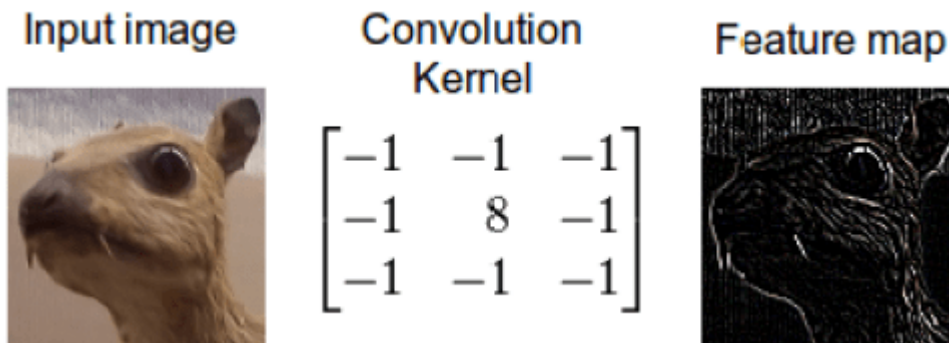 Input image
Convolution
Kernel
Feature map
−1 −1 −1
−1 8 −1
−1 −1 −1